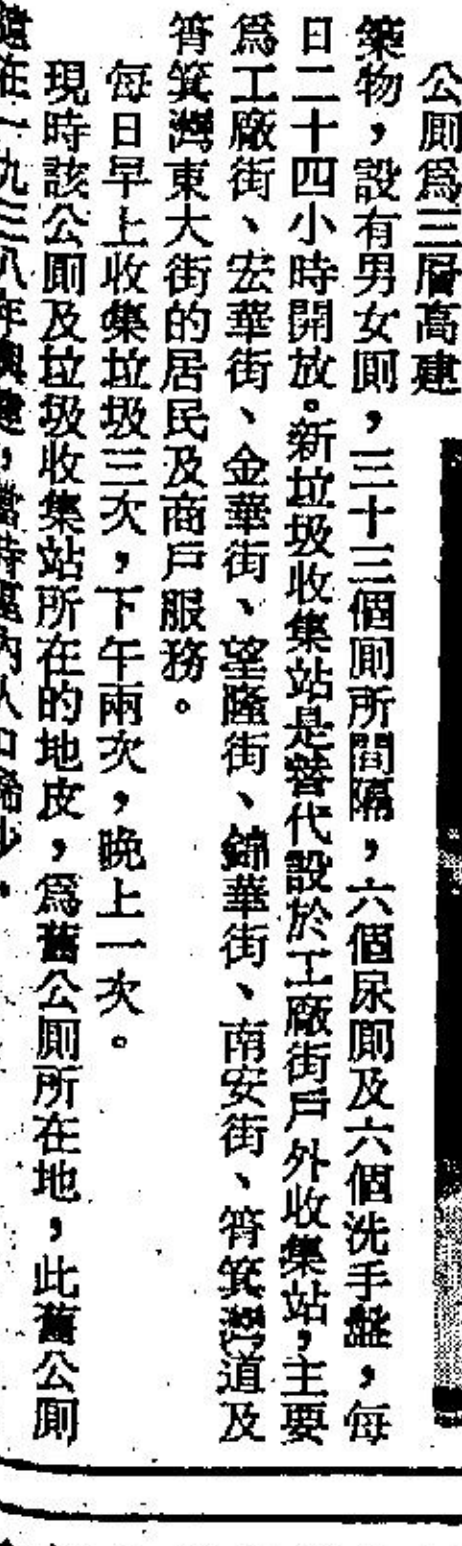 公厠爲三層高建
築物，設有男女厠，三十三個厠所間隔，六個尿厠及六個洗手盤，每
日二十四小時開放。新垃圾收集站是替代設於工廠街戶外收集站，主要
爲工廠街、宏華街、金華街、望隆街、錦華街、南安街、筲箕灣道及
筲箕灣東大街的居民及商戶服務。
每日早上收集垃圾三次，下午兩次，晚上一次。
現時該公厠及垃圾收集站所在的地皮，爲舊公厠所在地，此舊公厠
在一九三八年興建，當時區內人口稀少，